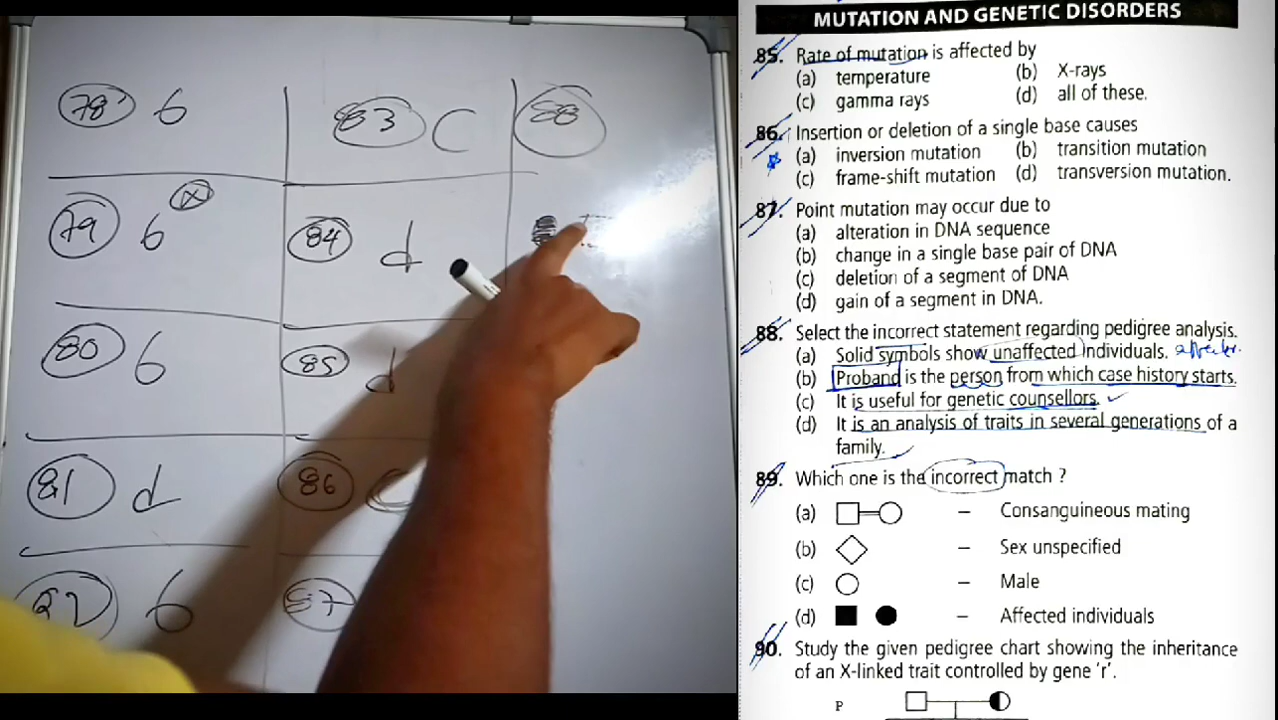 78 b
83 C
88
79 b
84 d
80 b
85 d
81 d
86 C
82 b
87
MUTATION AND GENETIC DISORDERS
85. Rate of mutation is affected by
(a) temperature (b) X-rays
(c) gamma rays (d) all of these.
86. Insertion or deletion of a single base causes
(a) inversion mutation (b) transition mutation
(c) frame-shift mutation (d) transversion mutation.
87. Point mutation may occur due to
(a) alteration in DNA sequence
(b) change in a single base pair of DNA
(c) deletion of a segment of DNA
(d) gain of a segment in DNA.
88. Select the incorrect statement regarding pedigree analysis.
(a) Solid symbols show unaffected individuals.
(b) Proband is the person from which case history starts.
(c) It is useful for genetic counsellors.
(d) It is an analysis of traits in several generations of a
family.
89. Which one is the incorrect match ?
(a) – Consanguineous mating
(b) – Sex unspecified
(c) – Male
(d) – Affected individuals
90. Study the given pedigree chart showing the inheritance
of an X-linked trait controlled by gene 'r'.
P